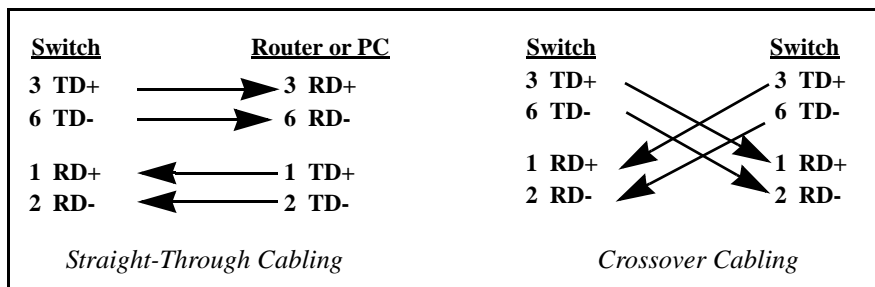 Switch Router or PC
3 TD+ 3 RD+
6 TD- 6 RD-
1 RD+ 1 TD+
2 RD- 2 TD-
Straight-Through Cabling
Switch Switch
3 TD+ 3 TD+
6 TD- 6 TD-
1 RD+ 1 RD+
2 RD- 2 RD-
Crossover Cabling